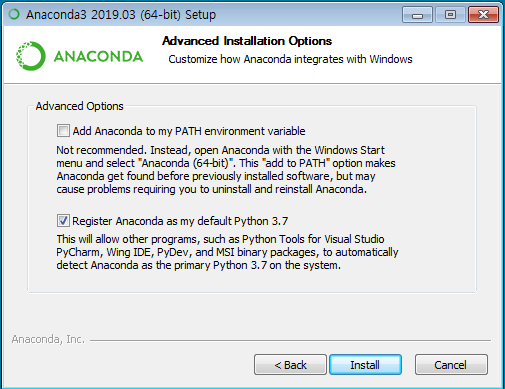 Anaconda3 2019.03 (64-bit) Setup
ANACONDA
Advanced Installation Options
Customize how Anaconda integrates with Windows
Advanced Options
Add Anaconda to my PATH environment variable
Not recommended. Instead, open Anaconda with the Windows Start
menu and select "Anaconda (64-bit)". This "add to PATH" option makes
Anaconda get found before previously installed software, but may
cause problems requiring you to uninstall and reinstall Anaconda.
Register Anaconda as my default Python 3.7
This will allow other programs, such as Python Tools for Visual Studio
PyCharm, Wing IDE, PyDev, and MSI binary packages, to automatically
detect Anaconda as the primary Python 3.7 on the system.
Anaconda, Inc.
< Back
Install
Cancel